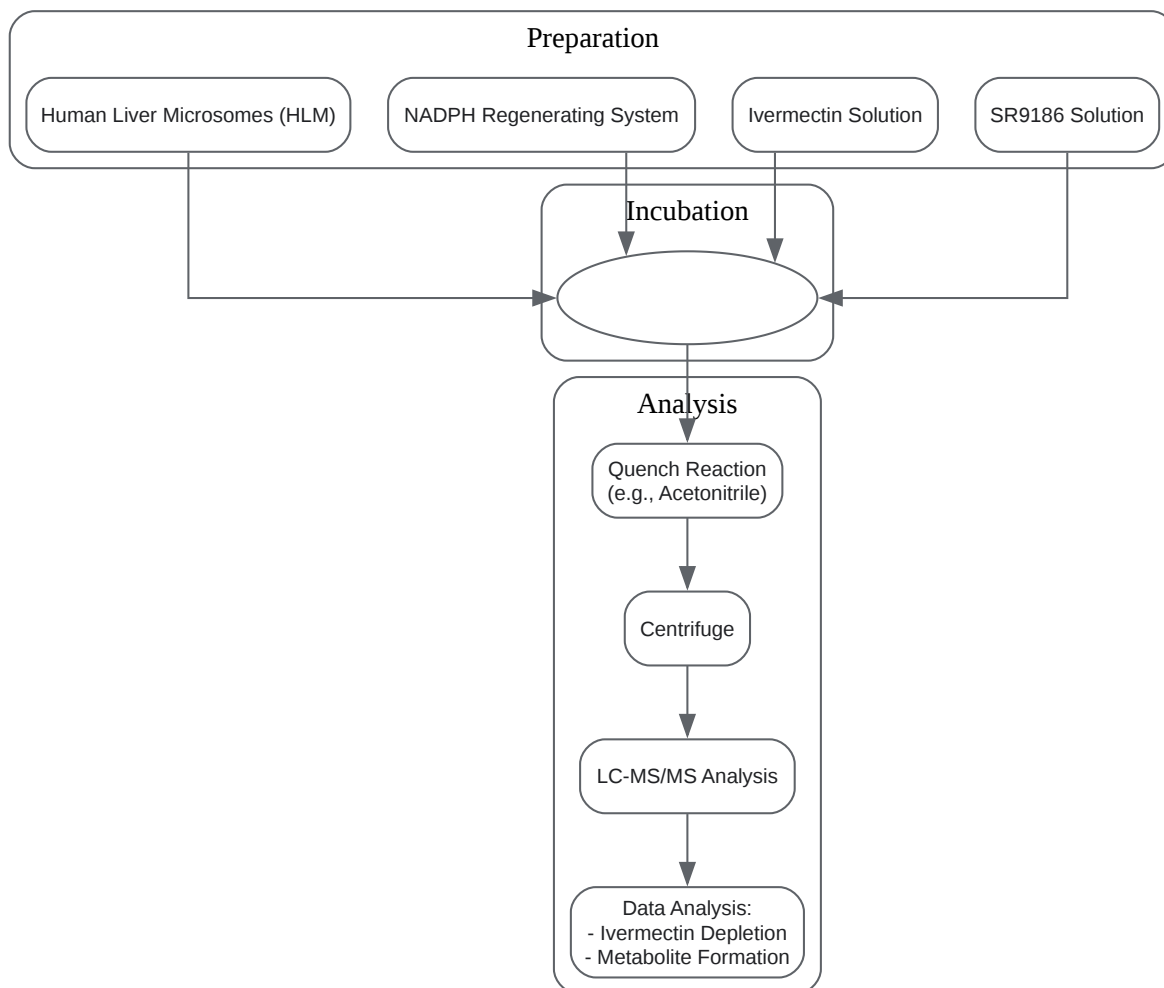 Preparation
Human Liver Microsomes (HLM)
NADPH Regenerating System
Ivermectin Solution
SR9186 Solution
Incubation
Analysis
Quench Reaction
(e.g., Acetonitrile)
Centrifuge
LC-MS/MS Analysis
Data Analysis:
- Ivermectin Depletion
- Metabolite Formation